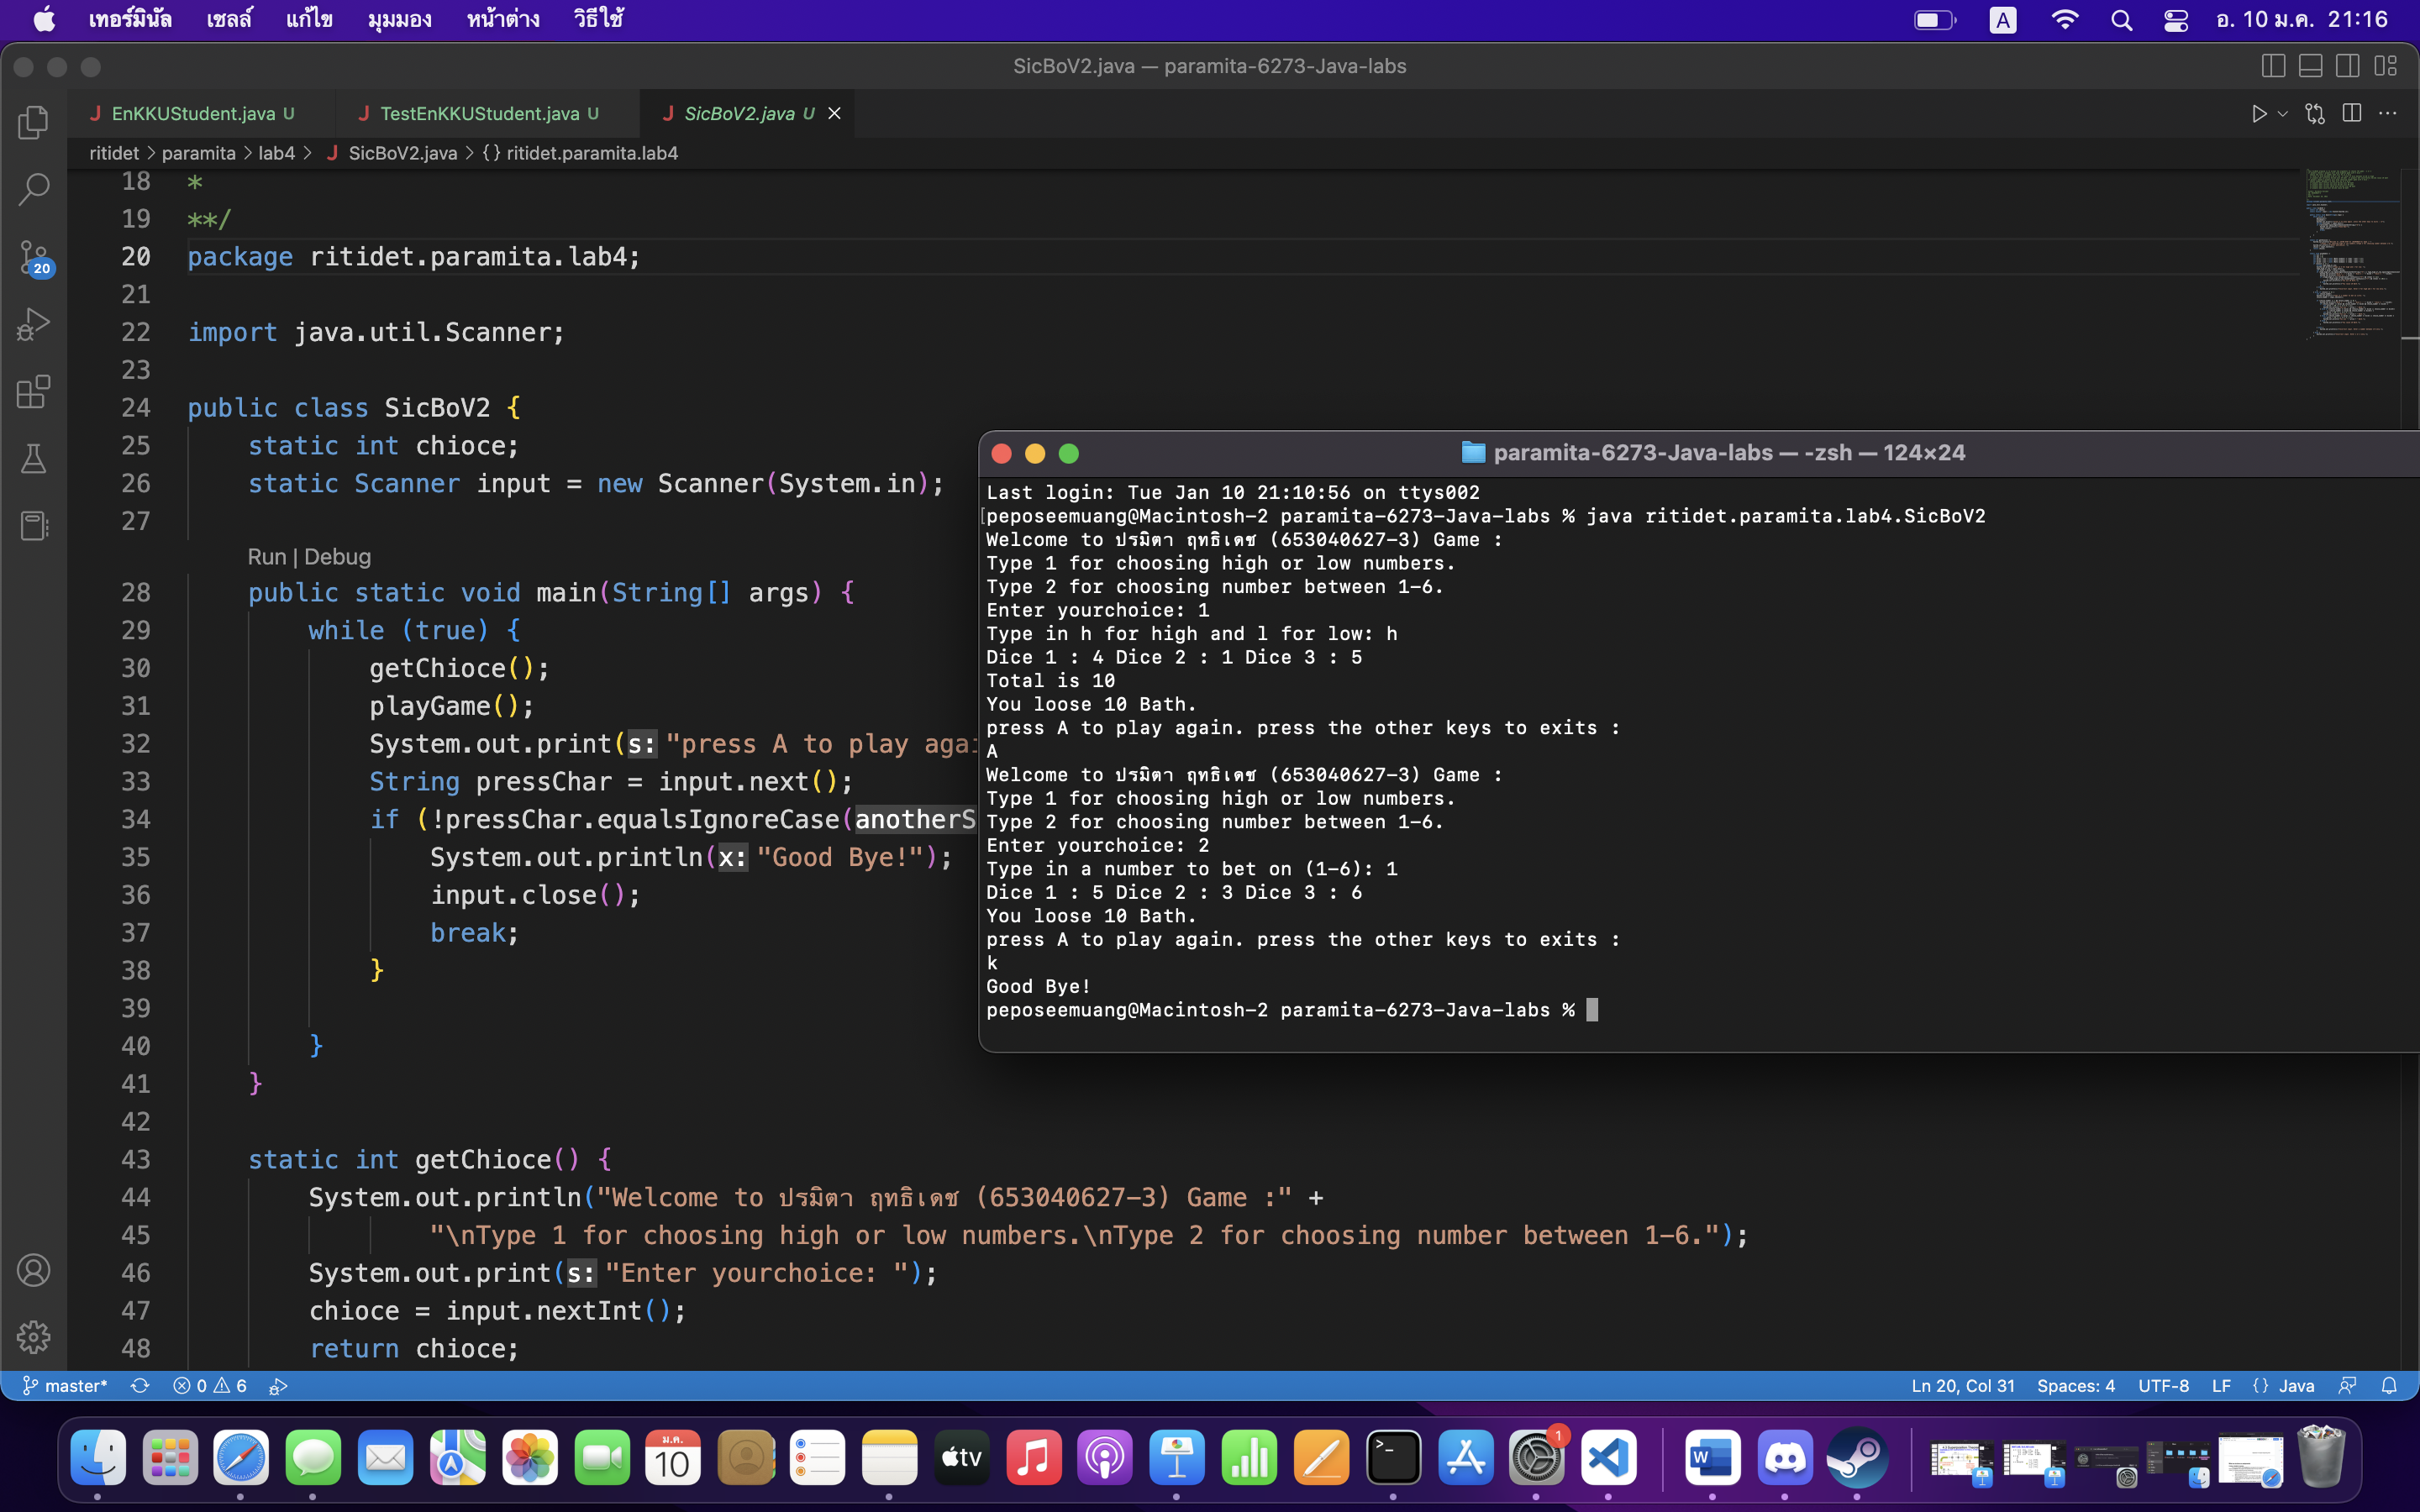 เทอร์มินัล เชลล์ แก้ไข มุมมอง หน้าต่าง วิธีใช้ A อ. 10 ม.ค. 21:16
SicBoV2.java — paramita-6273-Java-labs
J EnKKUStudent.java U J TestEnKKUStudent.java U J SicBoV2.java U
ritidet > paramita > lab4 > J SicBoV2.java > {} ritidet.paramita.lab4
18 *
19 **/
20 package ritidet.paramita.lab4;
21
22 import java.util.Scanner;
23
24 public class SicBoV2 {
25 static int chioce;
26 static Scanner input = new Scanner(System.in);
27
Run | Debug
28 public static void main(String[] args) {
29 while (true) {
30 getChioce();
31 playGame();
32 System.out.print(s: "press A to play agai
33 String pressChar = input.next();
34 if (!pressChar.equalsIgnoreCase(anotherS
35 System.out.println(x: "Good Bye!");
36 input.close();
37 break;
38 }
39
40 }
41 }
42
43 static int getChioce() {
44 System.out.println("Welcome to ปรมิตา ฤทธิเดช (653040627-3) Game :" +
45 "\nType 1 for choosing high or low numbers.\nType 2 for choosing number between 1-6.");
46 System.out.print(s: "Enter yourchoice: ");
47 chioce = input.nextInt();
48 return chioce;
20
paramita-6273-Java-labs — -zsh — 124×24
Last login: Tue Jan 10 21:10:56 on ttys002
[peposeemuang@Macintosh-2 paramita-6273-Java-labs % java ritidet.paramita.lab4.SicBoV2
Welcome to ปรมิตา ฤทธิเดช (653040627-3) Game :
Type 1 for choosing high or low numbers.
Type 2 for choosing number between 1-6.
Enter yourchoice: 1
Type in h for high and l for low: h
Dice 1 : 4 Dice 2 : 1 Dice 3 : 5
Total is 10
You loose 10 Bath.
press A to play again. press the other keys to exits :
A
Welcome to ปรมิตา ฤทธิเดช (653040627-3) Game :
Type 1 for choosing high or low numbers.
Type 2 for choosing number between 1-6.
Enter yourchoice: 2
Type in a number to bet on (1-6): 1
Dice 1 : 5 Dice 2 : 3 Dice 3 : 6
You loose 10 Bath.
press A to play again. press the other keys to exits :
k
Good Bye!
peposeemuang@Macintosh-2 paramita-6273-Java-labs %
master* 0 6 Ln 20, Col 31 Spaces: 4 UTF-8 LF {} Java
ม.ค.
10
tv
>_
1
W